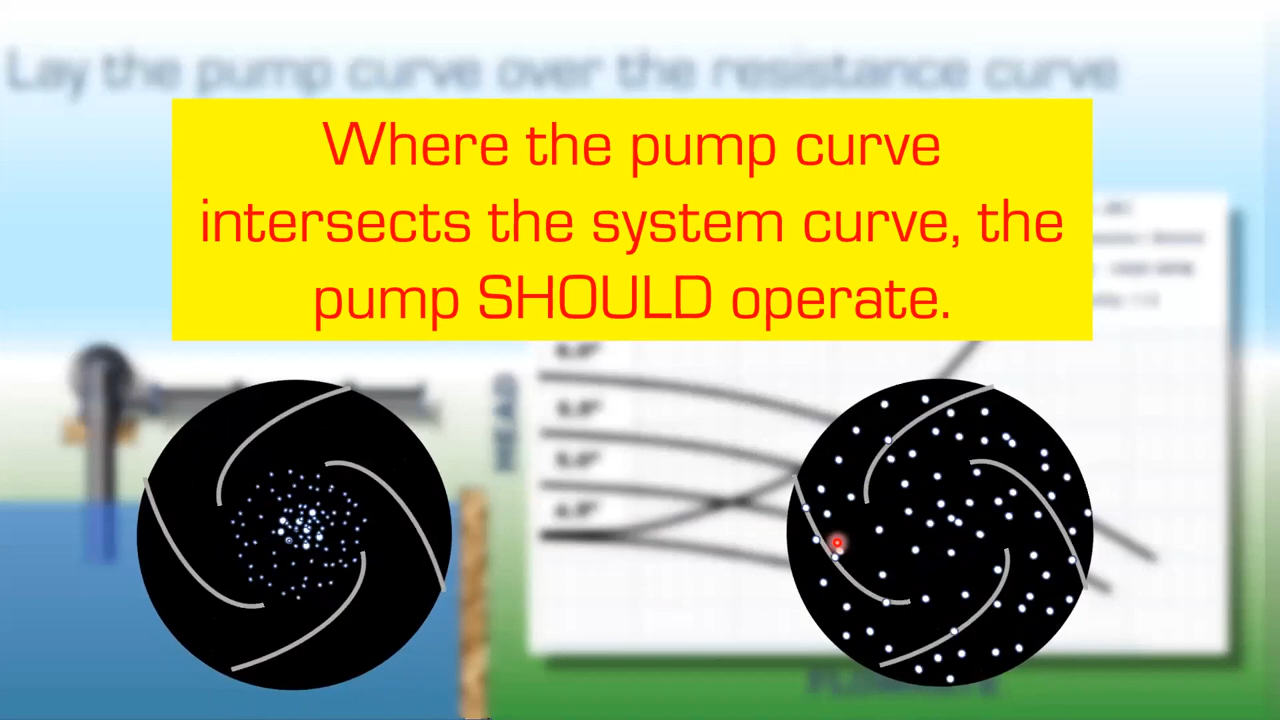 Lay the pump curve over the resistance curve
Where the pump curve
intersects the system curve, the
pump SHOULD operate.
HEAD